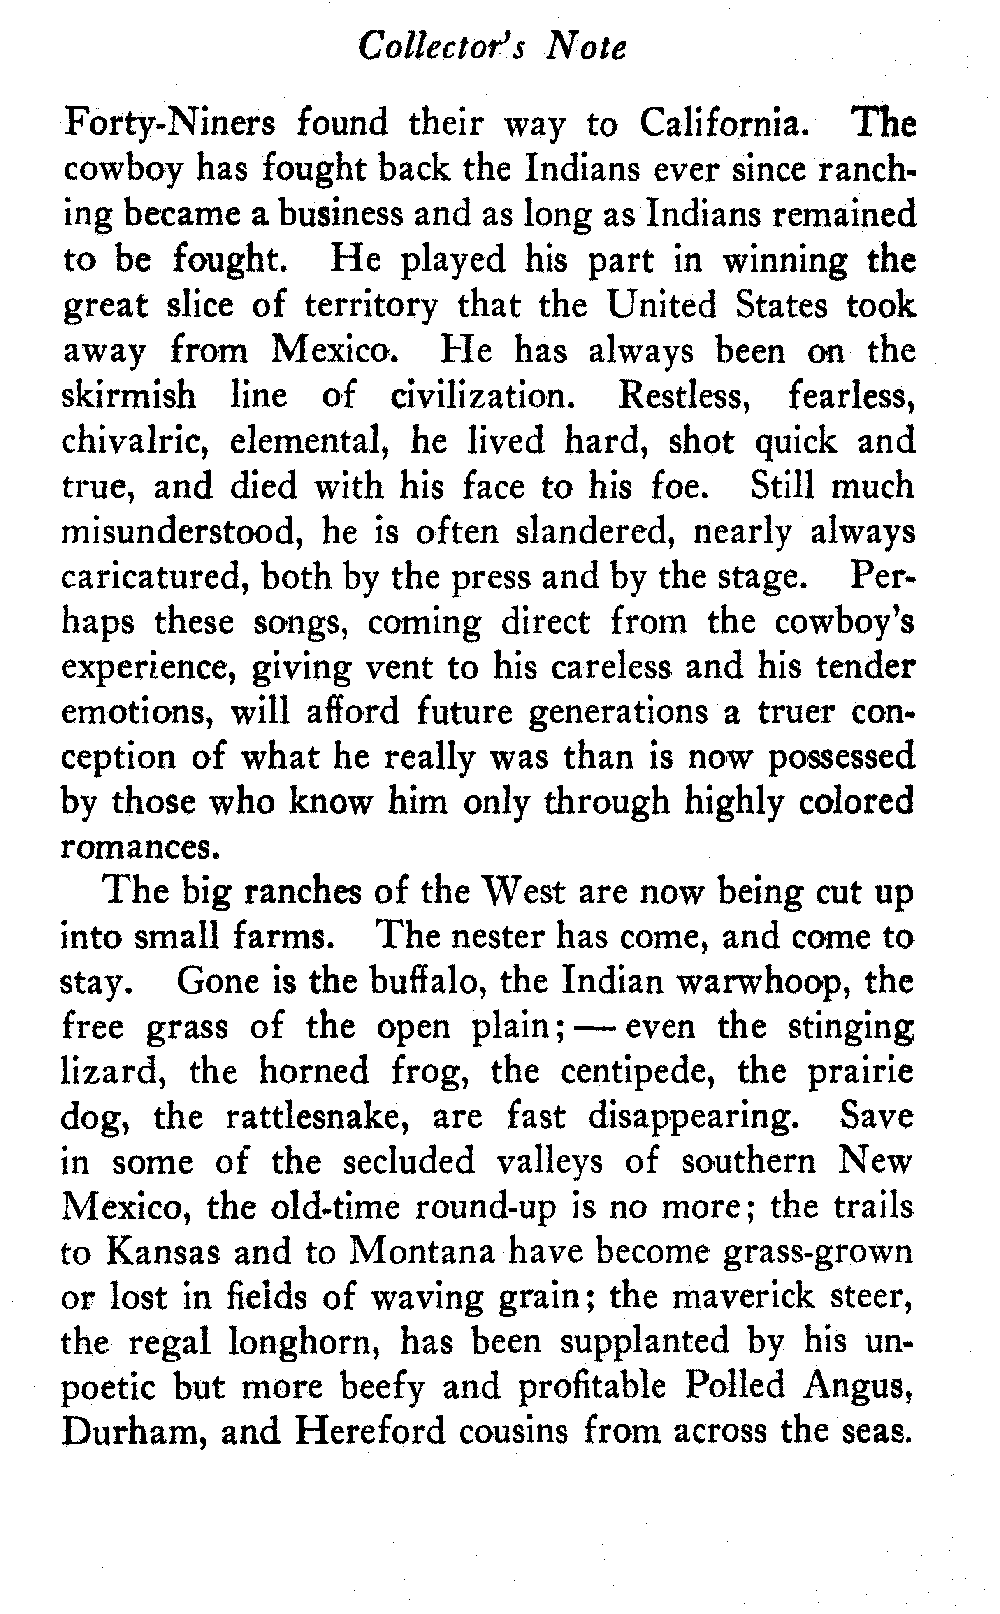 Collector's Note
Forty-Niners found their way to California. The
cowboy has fought back the Indians ever since ranch-
ing became a business and as long as Indians remained
to be fought. He played his part in winning the
great slice of territory that the United States took
away from Mexico. He has always been on the
skirmish line of civilization. Restless, fearless,
chivalric, elemental, he lived hard, shot quick and
true, and died with his face to his foe. Still much
misunderstood, he is often slandered, nearly always
caricatured, both by the press and by the stage. Per-
haps these songs, coming direct from the cowboy's
experience, giving vent to his careless and his tender
emotions, will afford future generations a truer con-
ception of what he really was than is now possessed
by those who know him only through highly colored
romances.
The big ranches of the West are now being cut up
into small farms. The nester has come, and come to
stay. Gone is the buffalo, the Indian warwhoop, the
free grass of the open plain;—even the stinging
lizard, the horned frog, the centipede, the prairie
dog, the rattlesnake, are fast disappearing. Save
in some of the secluded valleys of southern New
Mexico, the old-time round-up is no more; the trails
to Kansas and to Montana have become grass-grown
or lost in fields of waving grain; the maverick steer,
the regal longhorn, has been supplanted by his un-
poetic but more beefy and profitable Polled Angus,
Durham, and Hereford cousins from across the seas.